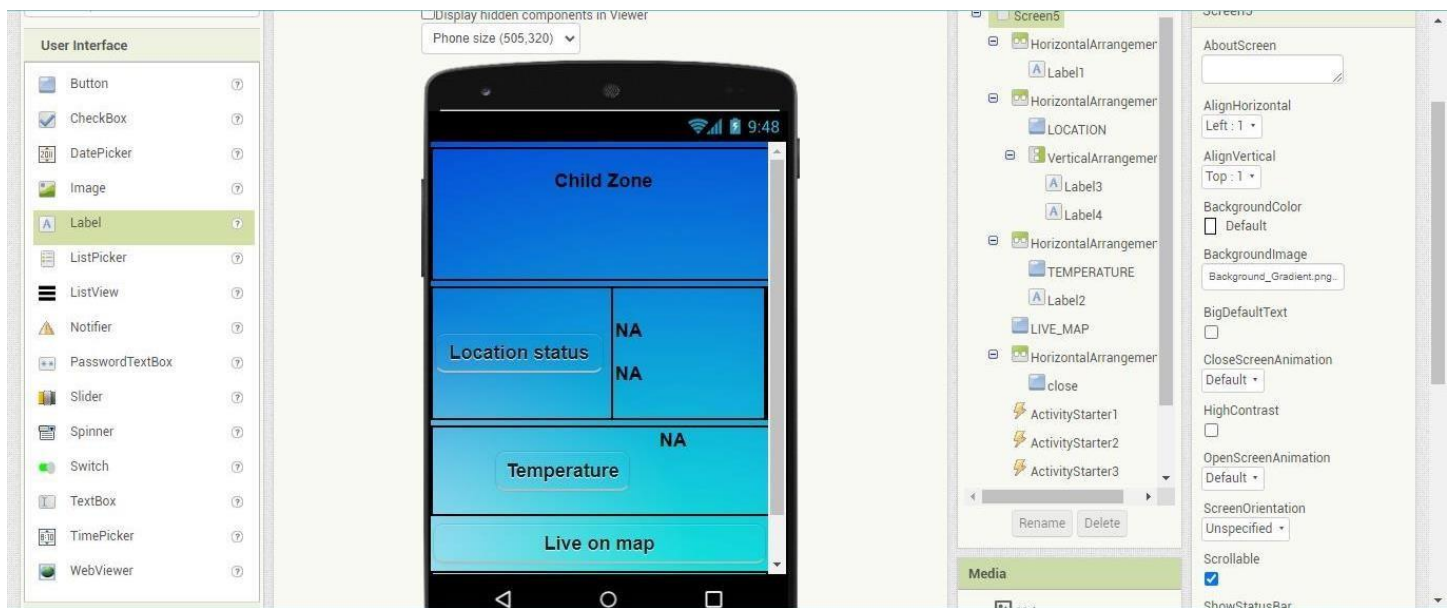 Display hidden components in Viewer
Phone size (505,320)
User Interface
Button
CheckBox
DatePicker
Image
Label
ListPicker
ListView
Notifier
PasswordTextBox
Slider
Spinner
Switch
TextBox
TimePicker
WebViewer
9:48
Child Zone
Location status
NA
NA
Temperature
NA
Live on map
Screen5
HorizontalArrangemer
Label1
HorizontalArrangemer
LOCATION
VerticalArrangemer
Label3
Label4
HorizontalArrangemer
TEMPERATURE
Label2
LIVE_MAP
HorizontalArrangemer
close
ActivityStarter1
ActivityStarter2
ActivityStarter3
Rename Delete
Media
Screen5
AboutScreen
AlignHorizontal
Left : 1
AlignVertical
Top : 1
BackgroundColor
Default
BackgroundImage
Background_Gradient.png...
BigDefaultText
CloseScreenAnimation
Default
HighContrast
OpenScreenAnimation
Default
ScreenOrientation
Unspecified
Scrollable
ShowStatusBar